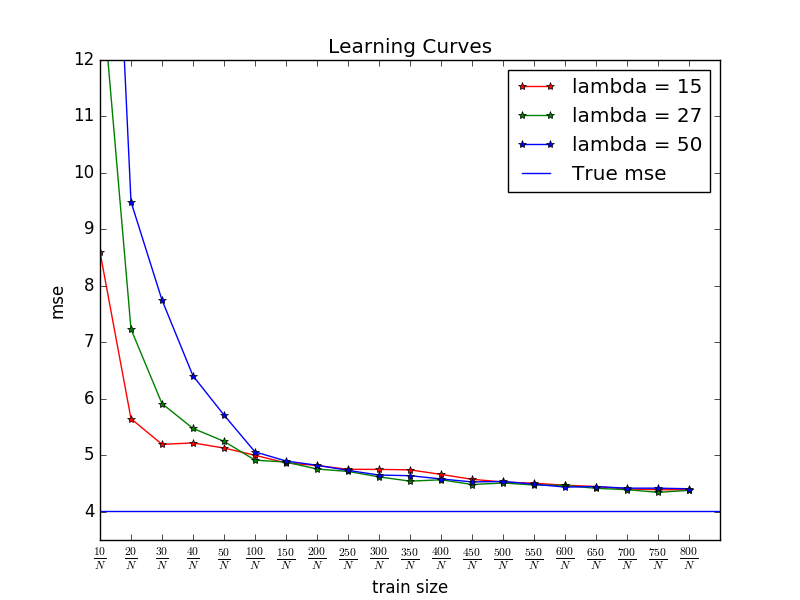 Learning Curves
12
11
10
9
8
7
6
5
4
mse
lambda = 15
lambda = 27
lambda = 50
True mse
10/N 20/N 30/N 40/N 50/N 100/N 150/N 200/N 250/N 300/N 350/N 400/N 450/N 500/N 550/N 600/N 650/N 700/N 750/N 800/N
train size